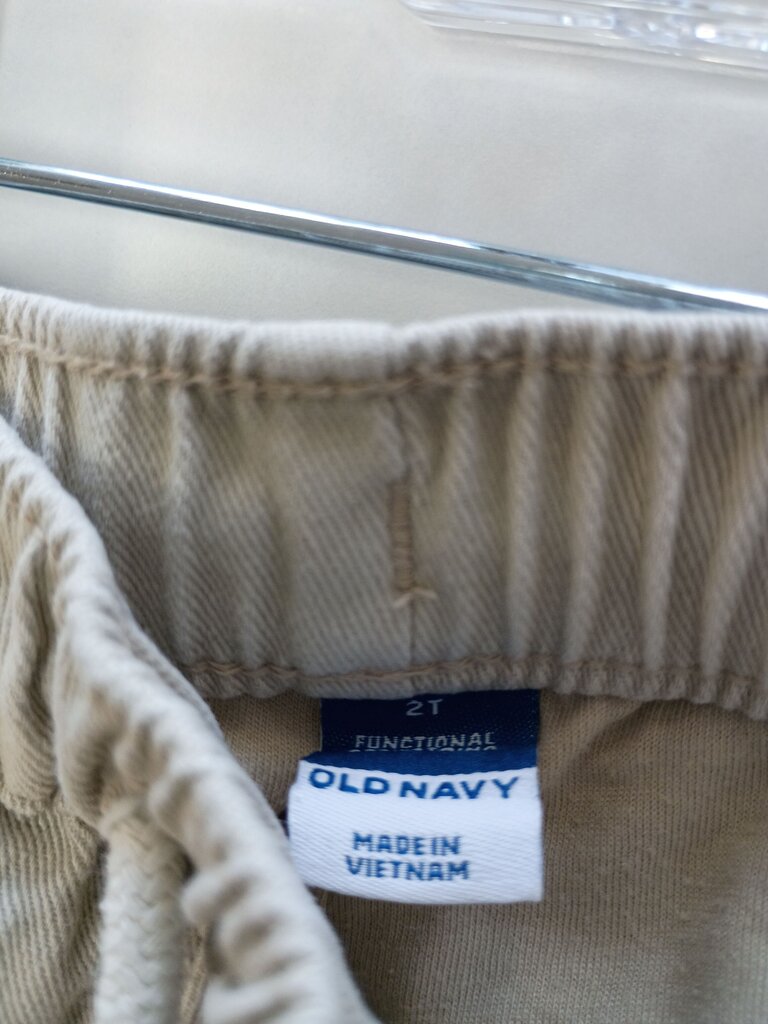 2T
FUNCTIONAL
OLD NAVY
MADE IN
VIETNAM